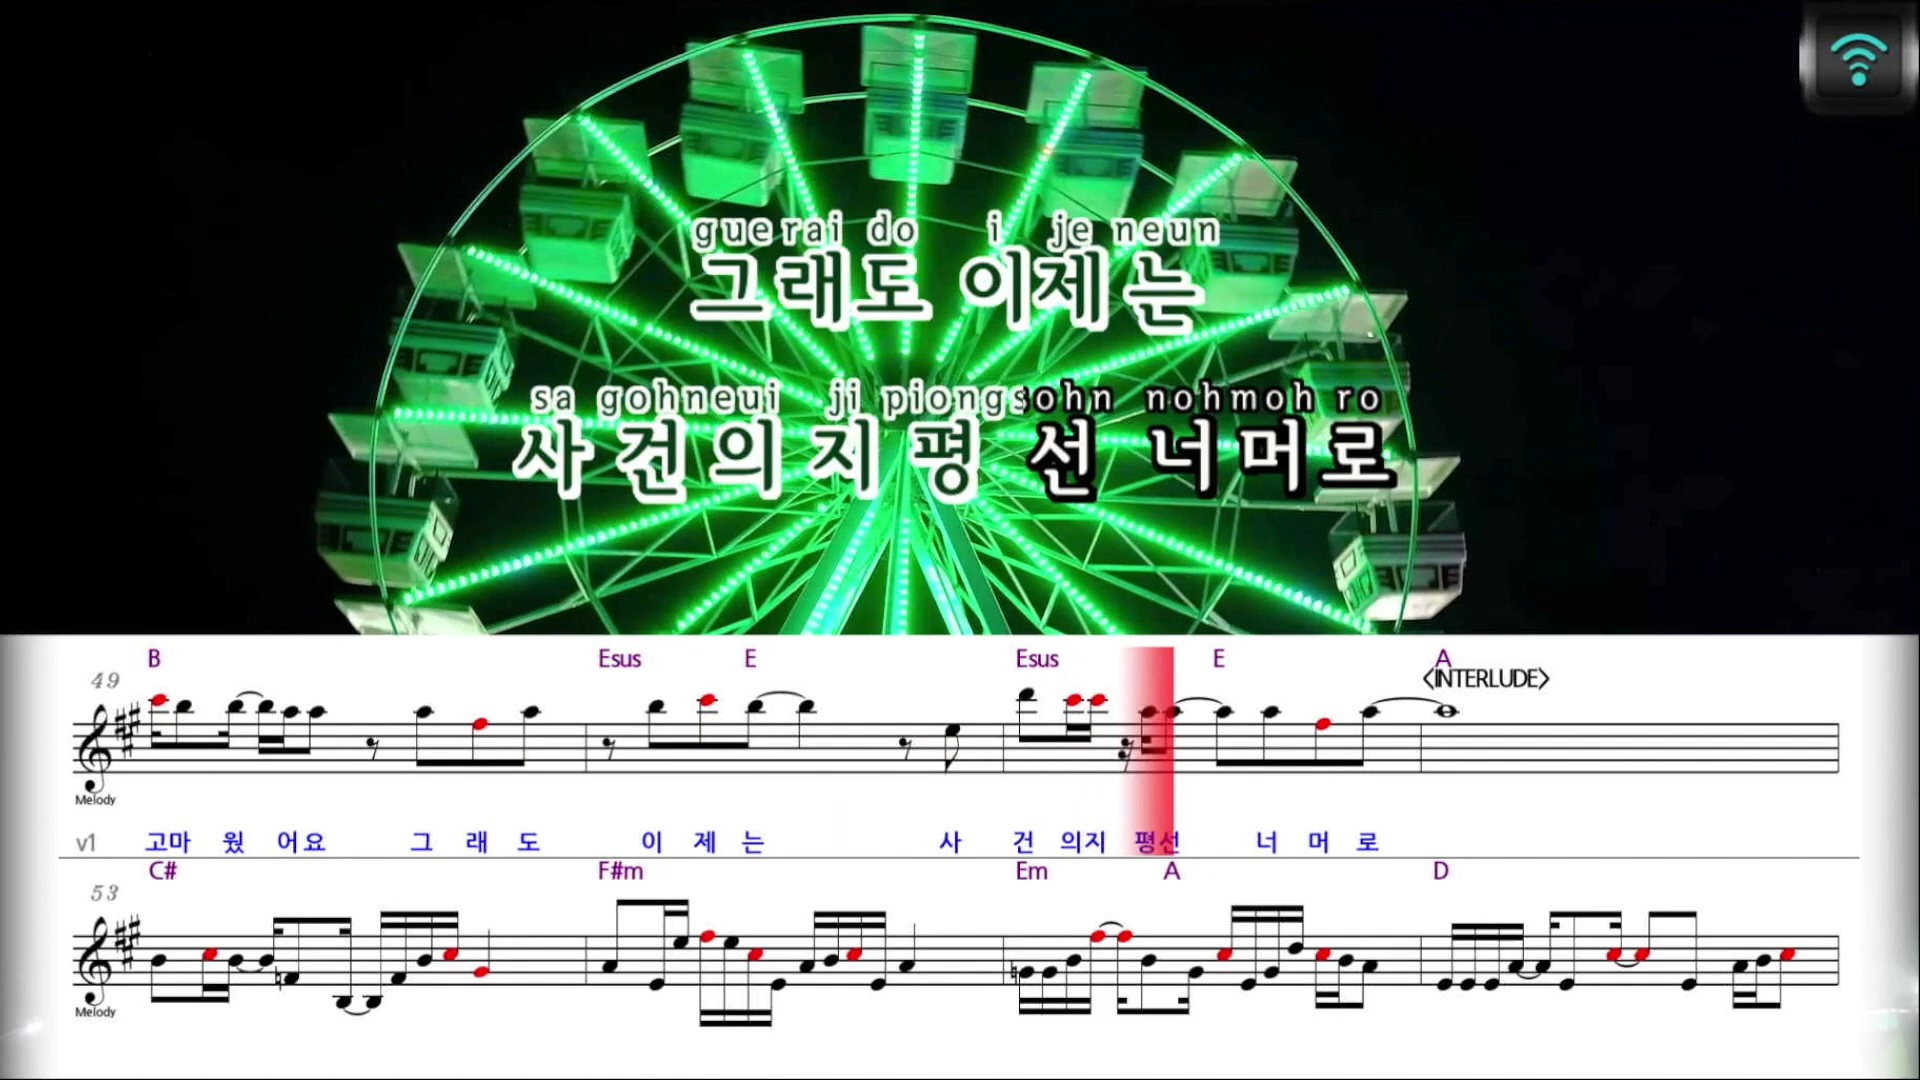 guerai do i je neun
그래도 이제는
sa gohneui ji piongsohn nohmoh ro
사건의 지평선 너머로
B Esus E Esus E A
<INTERLUDE>
49
Melody
v1 고마 웠 어요 그 래 도 이 제 는 사 건 의지 평선 너 머 로
C# F#m Em A D
53
Melody